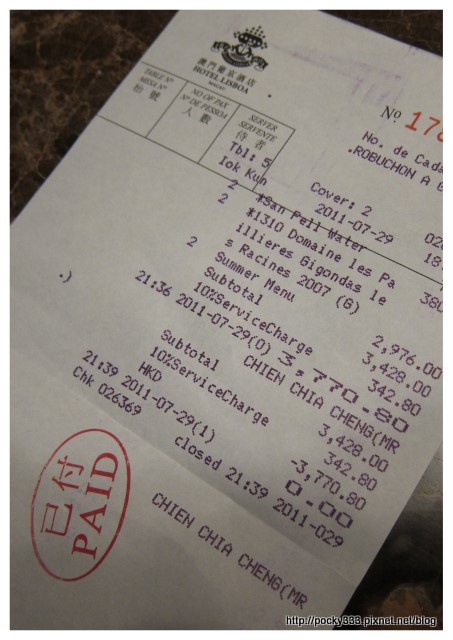 澳門葡京酒店
HOTEL LISBOA
MACAU
TABLE Nº
MESA Nº
枱 號
NO OF PAX
Nº DE PESSOA
人 數
SERVER
SERVENTE
侍 者
Nº 178
No. de Cada
.ROBUCHON A
Tbl: 5
Cover: 2
Iok Kun
2011-07-29
2 *San Pell Water
2 *1310 Domaine les Pa 380
illieres Gigondas le
s Racines 2007 (G)
2 Summer Menu 2,976.00
Subtotal 3,428.00
10%ServiceCharge 342.80
21:36 2011-07-29(0) 3,770.80
CHIEN CHIA CHENG(MR
Subtotal 3,428.00
10%ServiceCharge 342.80
HKD -3,770.80
21:39 2011-07-29(1) 0.00
Chk 026369 closed 21:39 2011-029
CHIEN CHIA CHENG(MR
已付
PAID
http://pocky333.pixnet.net/blog